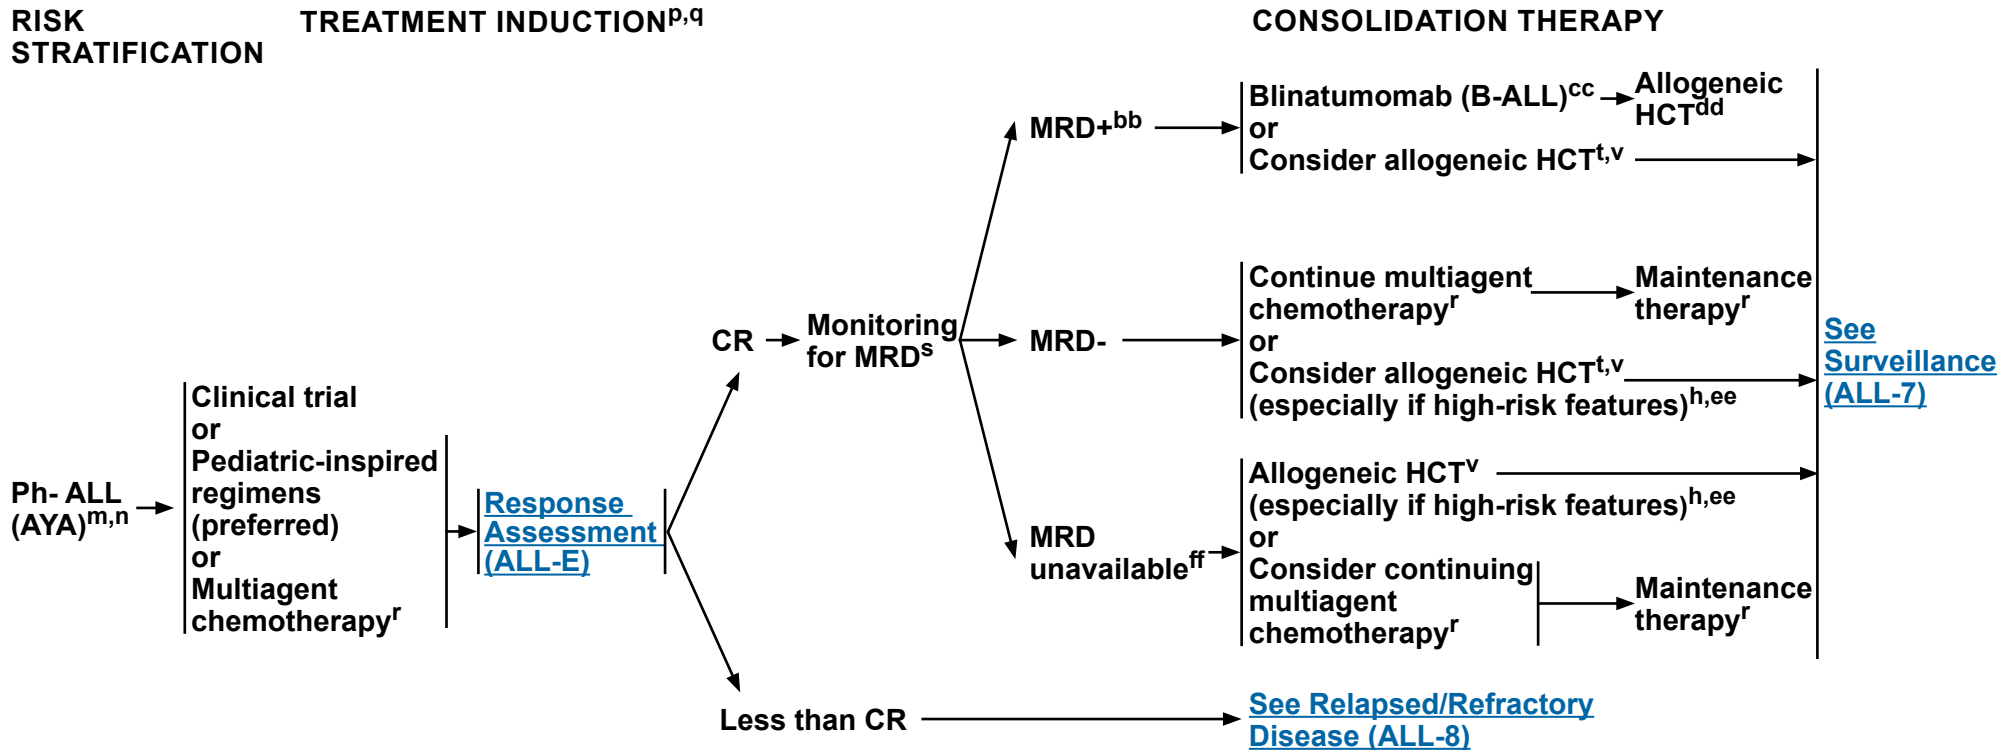 RISK
STRATIFICATION
TREATMENT INDUCTIONp,q
CONSOLIDATION THERAPY
Ph- ALL
(AYA)m,n
Clinical trial
or
Pediatric-inspired
regimens
(preferred)
or
Multiagent
chemotherapyr
Response
Assessment
(ALL-E)
CR
Monitoring
for MRDs
MRD+bb
Blinatumomab (B-ALL)cc
or
Consider allogeneic HCTt,v
Allogeneic
HCTdd
MRD-
Continue multiagent
chemotherapyr
or
Consider allogeneic HCTt,v
(especially if high-risk features)h,ee
Maintenance
therapyr
MRD
unavailableff
Allogeneic HCTv
(especially if high-risk features)h,ee
or
Consider continuing
multiagent
chemotherapyr
Maintenance
therapyr
See
Surveillance
(ALL-7)
Less than CR
See Relapsed/Refractory
Disease (ALL-8)